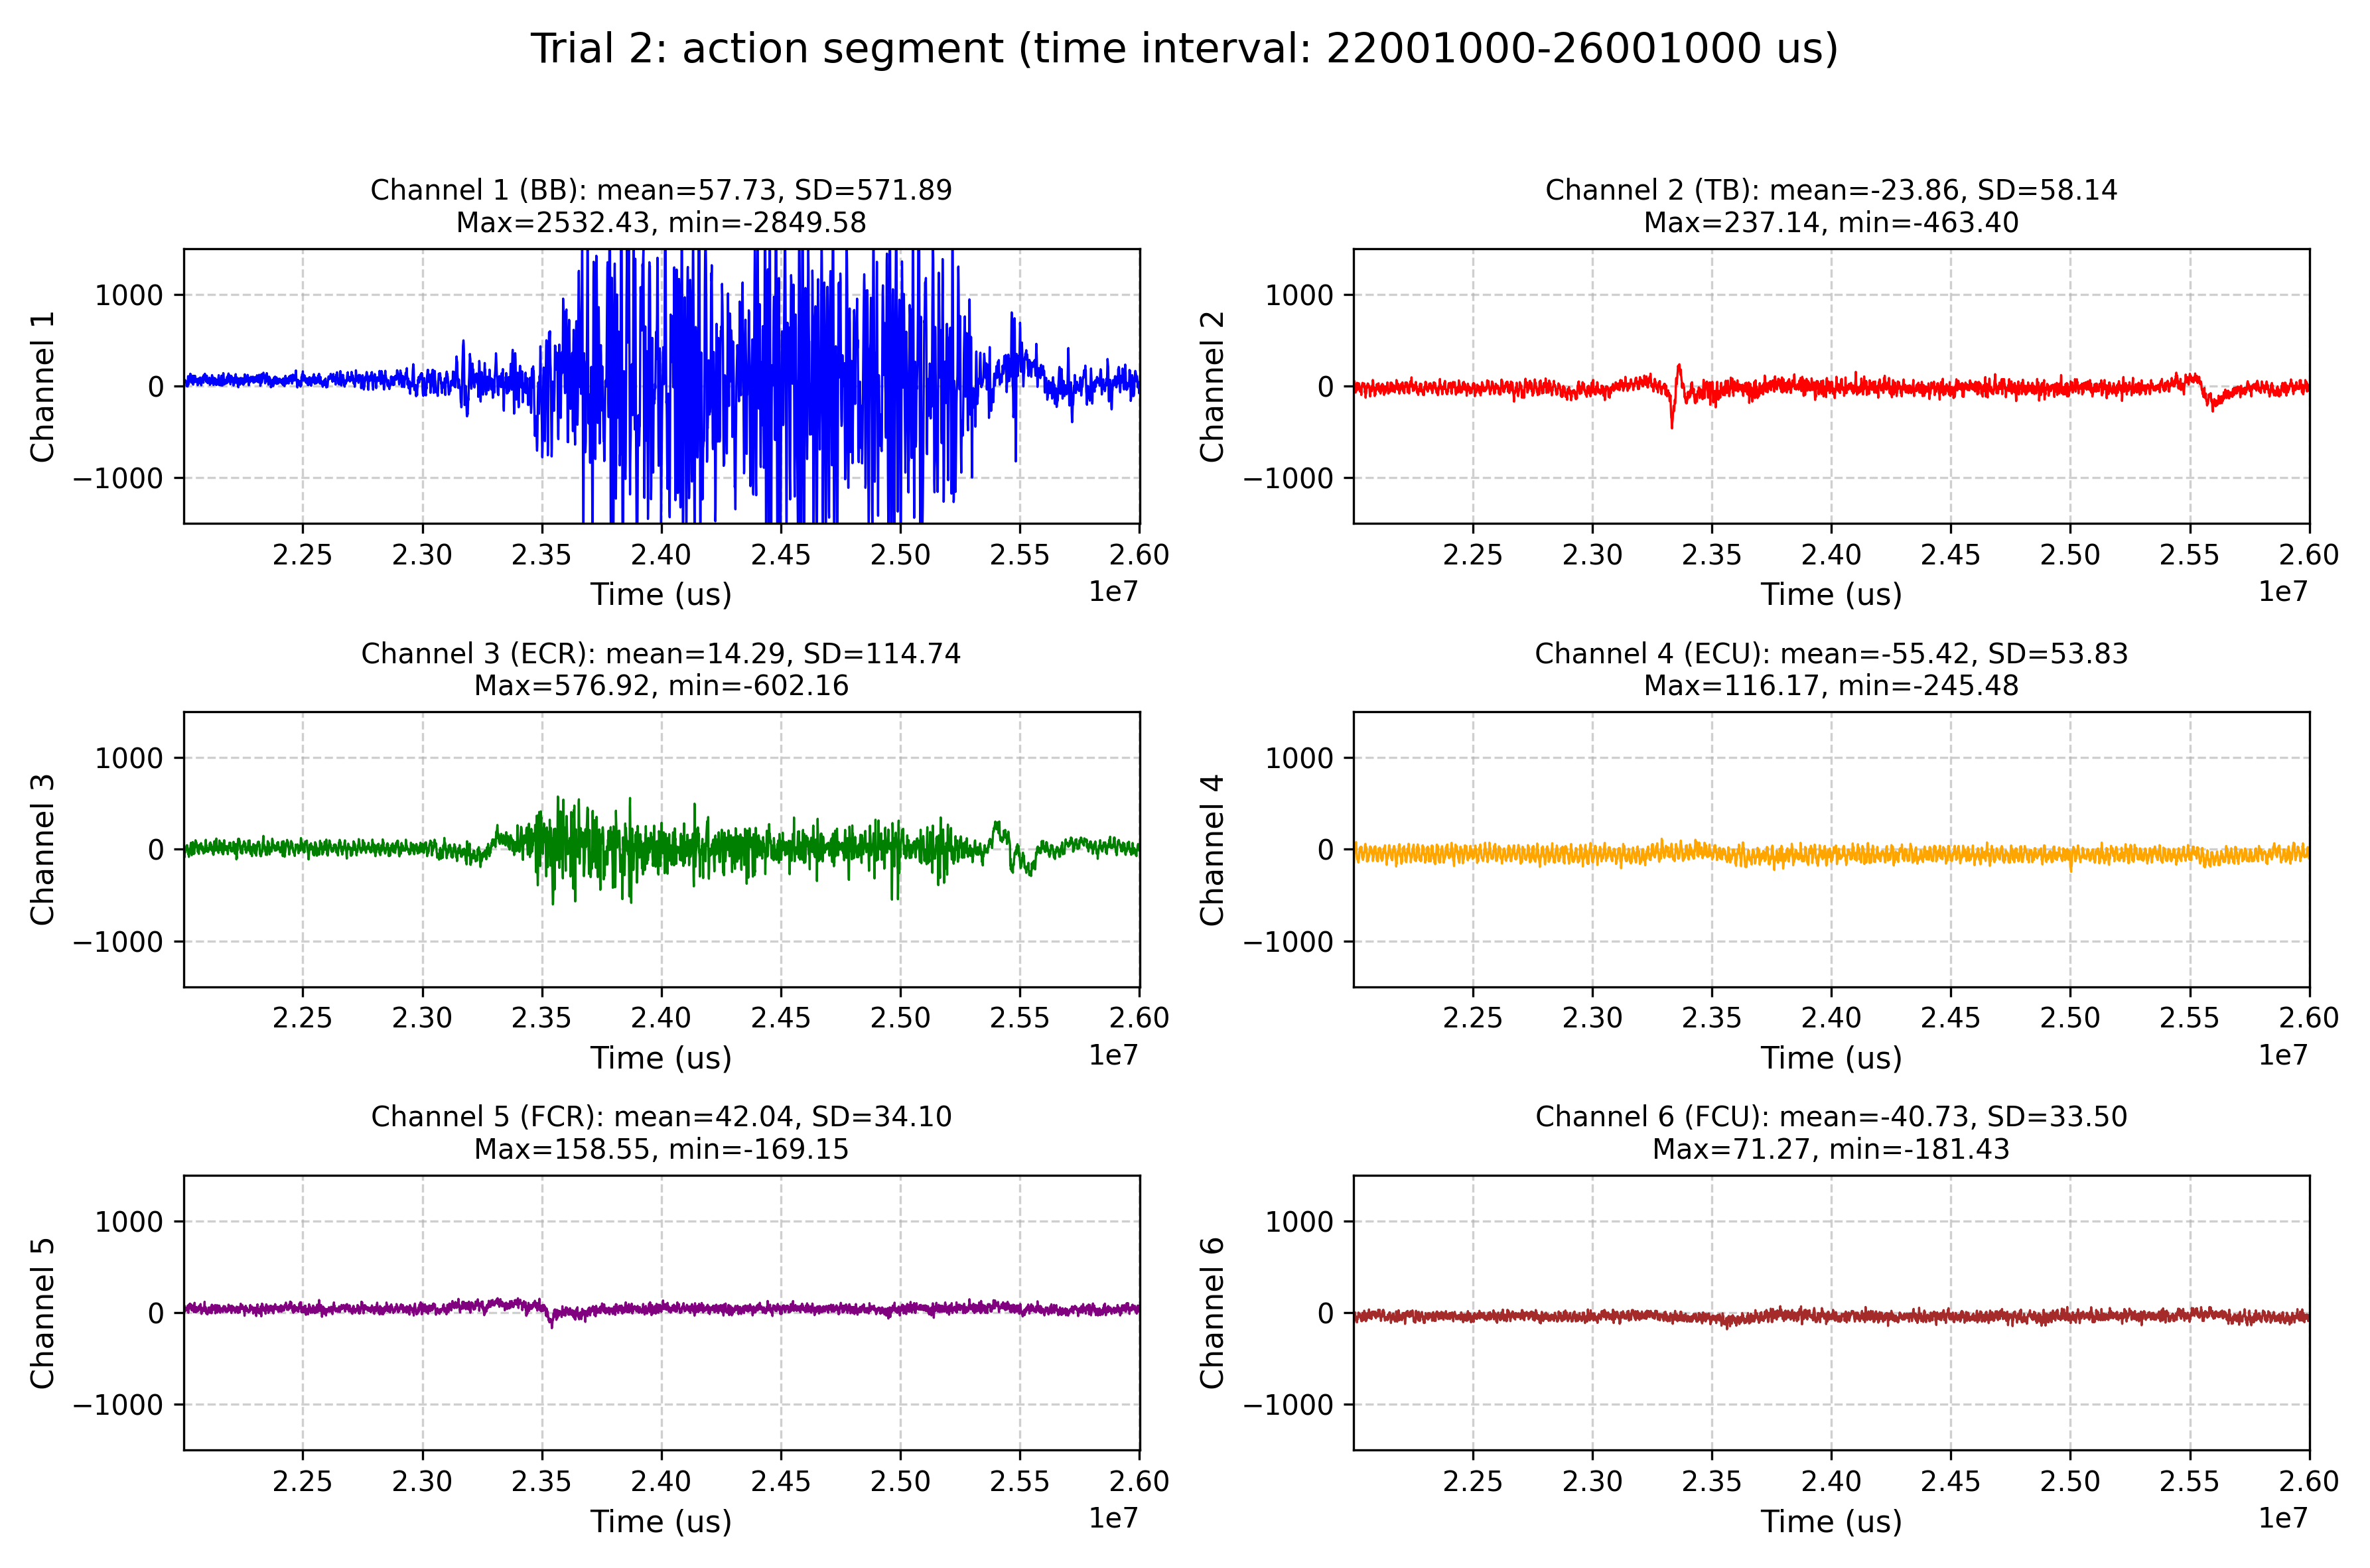 Trial 2: action segment (time interval: 22001000-26001000 us)
Channel 1 (BB): mean=57.73, SD=571.89
Max=2532.43, min=-2849.58
Channel 1
1000
0
−1000
2.25 2.30 2.35 2.40 2.45 2.50 2.55 2.60
Time (us)
1e7
Channel 2 (TB): mean=-23.86, SD=58.14
Max=237.14, min=-463.40
Channel 2
1000
0
−1000
2.25 2.30 2.35 2.40 2.45 2.50 2.55 2.60
Time (us)
1e7
Channel 3 (ECR): mean=14.29, SD=114.74
Max=576.92, min=-602.16
Channel 3
1000
0
−1000
2.25 2.30 2.35 2.40 2.45 2.50 2.55 2.60
Time (us)
1e7
Channel 4 (ECU): mean=-55.42, SD=53.83
Max=116.17, min=-245.48
Channel 4
1000
0
−1000
2.25 2.30 2.35 2.40 2.45 2.50 2.55 2.60
Time (us)
1e7
Channel 5 (FCR): mean=42.04, SD=34.10
Max=158.55, min=-169.15
Channel 5
1000
0
−1000
2.25 2.30 2.35 2.40 2.45 2.50 2.55 2.60
Time (us)
1e7
Channel 6 (FCU): mean=-40.73, SD=33.50
Max=71.27, min=-181.43
Channel 6
1000
0
−1000
2.25 2.30 2.35 2.40 2.45 2.50 2.55 2.60
Time (us)
1e7